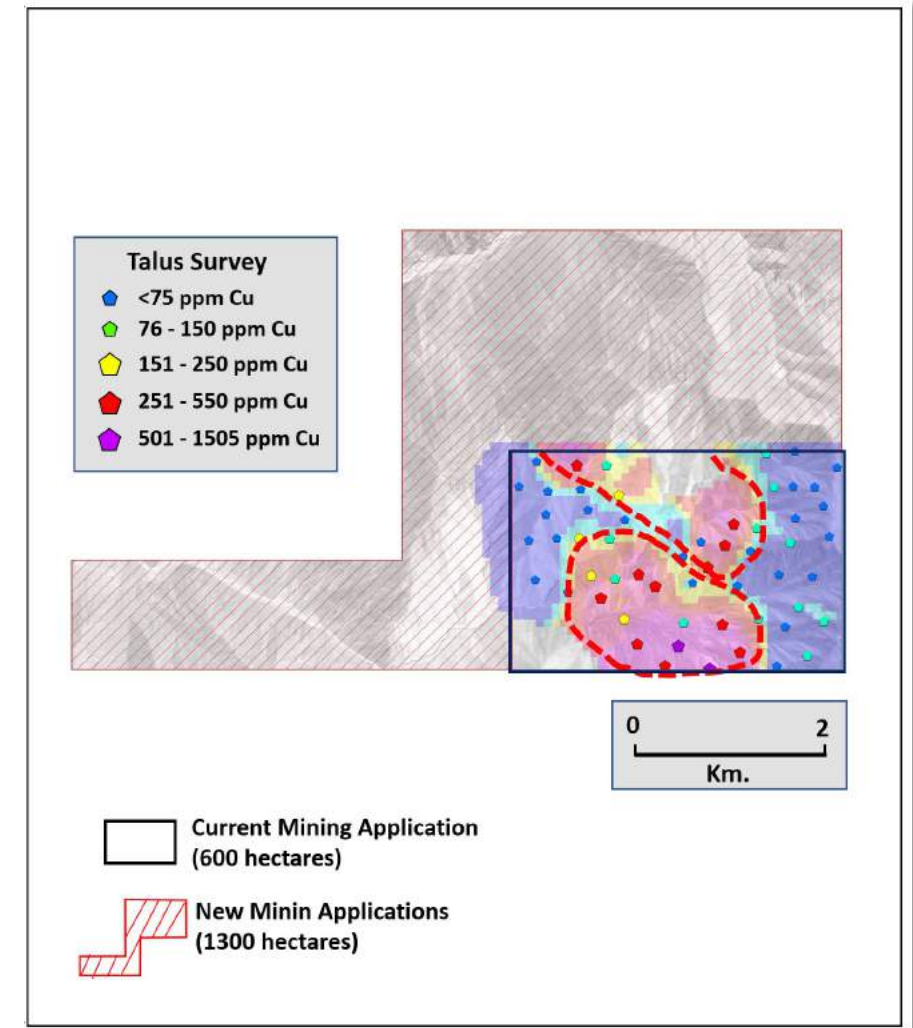 Talus Survey
<75 ppm Cu
76 - 150 ppm Cu
151 - 250 ppm Cu
251 - 550 ppm Cu
501 - 1505 ppm Cu
0 2
Km.
Current Mining Application
(600 hectares)
New Minin Applications
(1300 hectares)